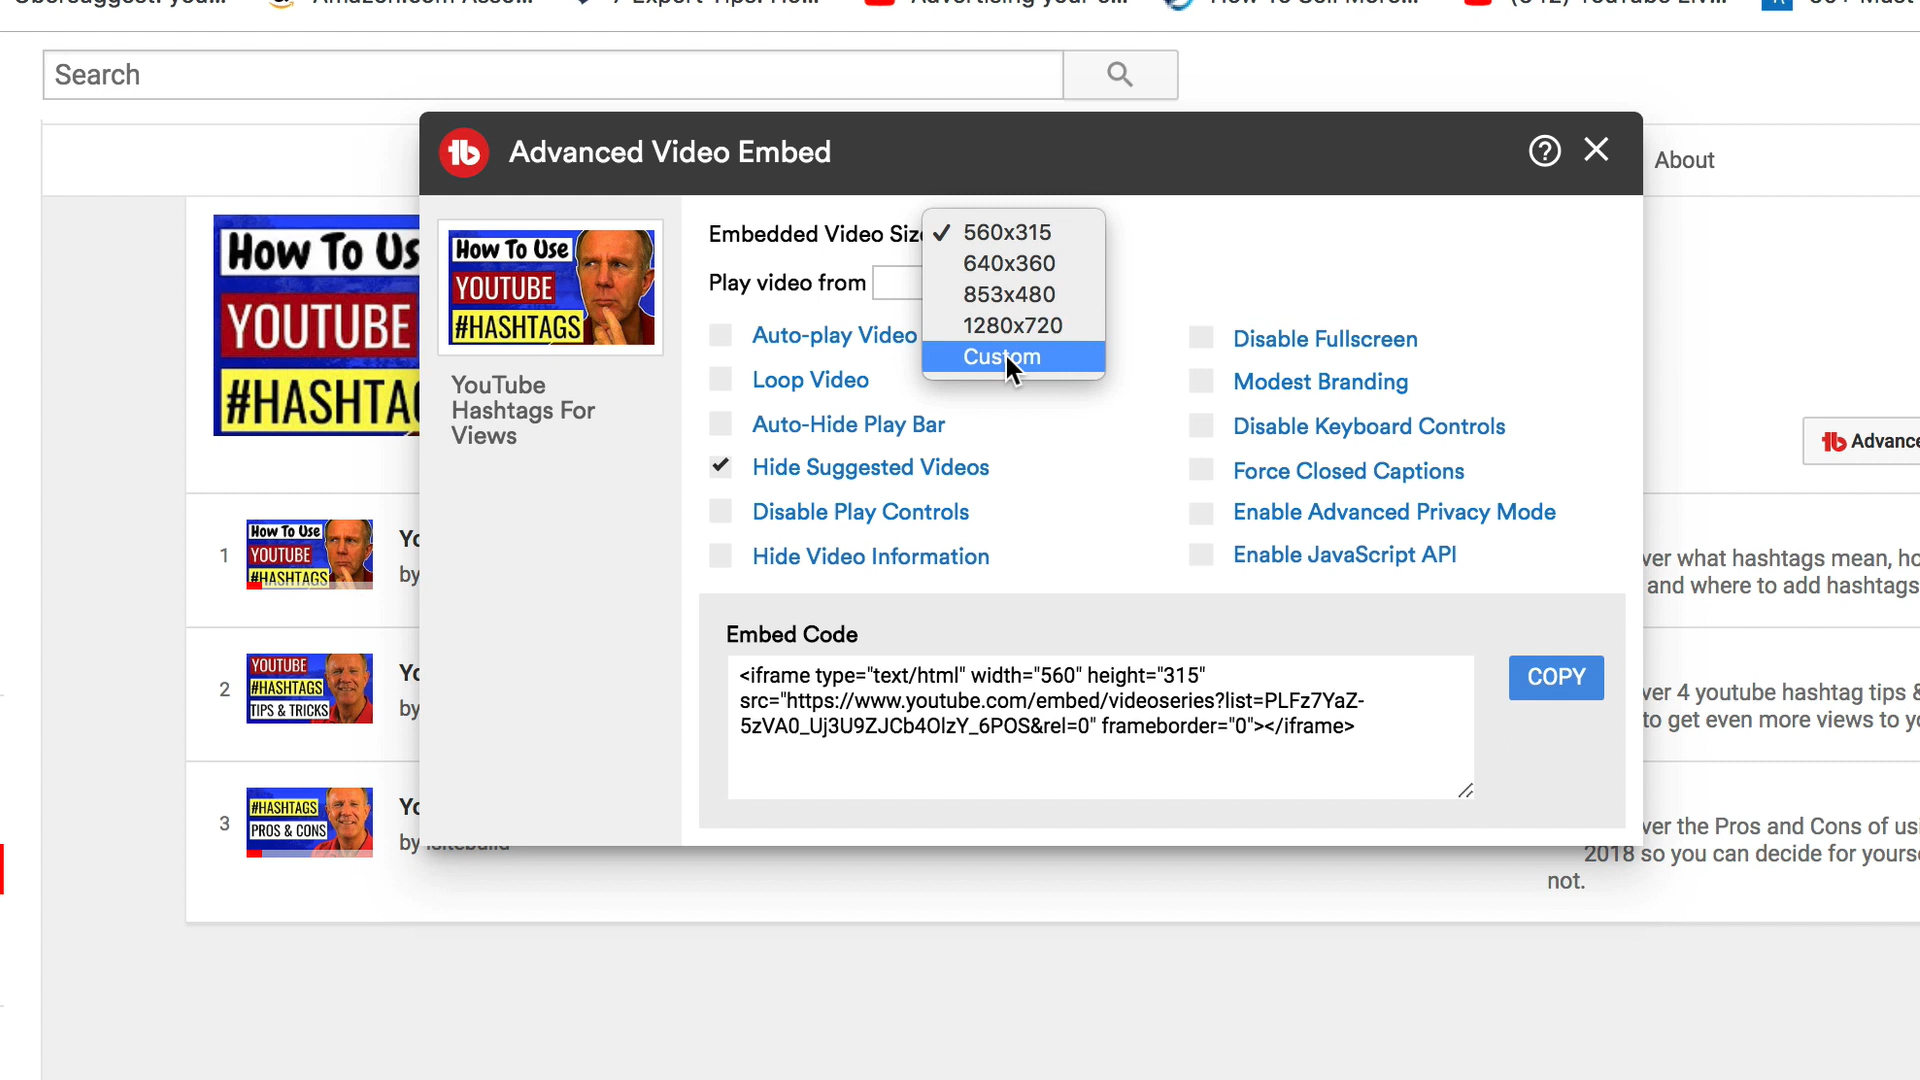 Search
Advanced Video Embed
?
About
How To Us
YOUTUBE
#HASHTA
How To Use
YOUTUBE
#HASHTAGS
YouTube
Hashtags For
Views
Embedded Video Size
560x315
640x360
853x480
1280x720
Custom
Play video from
Auto-play Video
Loop Video
Auto-Hide Play Bar
Hide Suggested Videos
Disable Play Controls
Hide Video Information
Disable Fullscreen
Modest Branding
Disable Keyboard Controls
Force Closed Captions
Enable Advanced Privacy Mode
Enable JavaScript API
Advance
Embed Code
<iframe type="text/html" width="560" height="315"
src="https://www.youtube.com/embed/videoseries?list=PLFz7YaZ-
5zVA0_Uj3U9ZJCb4OlzY_6POS&rel=0" frameborder="0"></iframe>
COPY
1
How To Use
YOUTUBE
#HASHTAGS
Yo
by
ver what hashtags mean, ho
and where to add hashtags
2
YOUTUBE
#HASHTAGS
TIPS & TRICKS
Yo
by
ver 4 youtube hashtag tips &
to get even more views to yo
3
#HASHTAGS
PROS & CONS
Yo
by
ver the Pros and Cons of usi
2018 so you can decide for yourse
not.